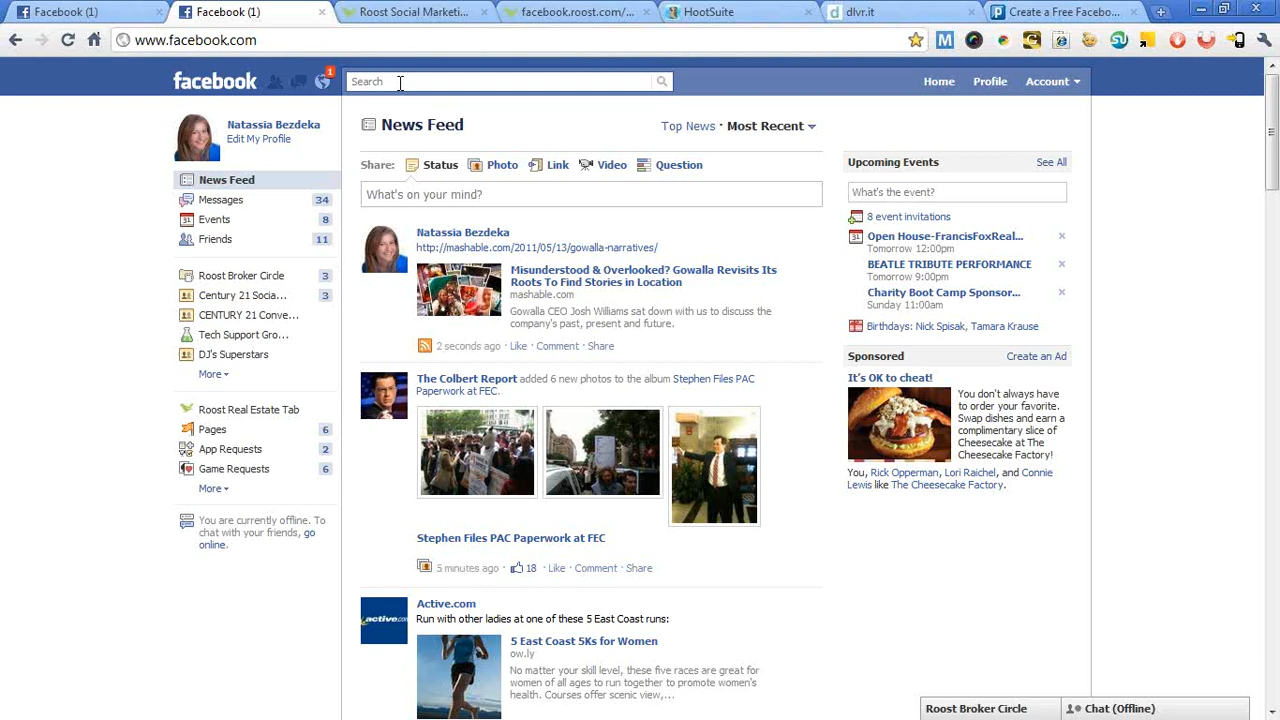 Facebook (1)
Facebook (1)
Roost Social Marketi...
facebook.roost.com/...
HootSuite
dlvr.it
Create a Free Facebo...
www.facebook.com
facebook
1
Search
Home
Profile
Account
Natassia Bezdeka
Edit My Profile
News Feed
Messages 34
Events 8
Friends 11
Roost Broker Circle 3
Century 21 Socia... 3
CENTURY 21 Conve...
Tech Support Gro...
DJ's Superstars
More
Roost Real Estate Tab
Pages 6
App Requests 2
Game Requests 6
More
You are currently offline. To
chat with your friends, go
online.
News Feed
Top News · Most Recent
Share: Status Photo Link Video Question
What's on your mind?
Natassia Bezdeka
http://mashable.com/2011/05/13/gowalla-narratives/
Misunderstood & Overlooked? Gowalla Revisits Its
Roots To Find Stories in Location
mashable.com
Gowalla CEO Josh Williams sat down with us to discuss the
company's past, present and future.
2 seconds ago · Like · Comment · Share
The Colbert Report added 6 new photos to the album Stephen Files PAC
Paperwork at FEC.
Stephen Files PAC Paperwork at FEC
5 minutes ago · 18 · Like · Comment · Share
Active.com
Run with other ladies at one of these 5 East Coast runs:
active.com
5 East Coast 5Ks for Women
ow.ly
No matter your skill level, these five races are great for
women of all ages to run together to promote women's
health. Courses offer scenic view,...
Upcoming Events
See All
What's the event?
8 event invitations
Open House-FrancisFoxReal...
Tomorrow 12:00pm
BEATLE TRIBUTE PERFORMANCE
Tomorrow 9:00pm
Charity Boot Camp Sponsor...
Sunday 11:00am
Birthdays: Nick Spisak, Tamara Krause
Sponsored
Create an Ad
It's OK to cheat!
You don't always have
to order your favorite.
Swap dishes and earn a
complimentary slice of
Cheesecake at The
Cheesecake Factory!
You, Rick Opperman, Lori Raichel, and Connie
Lewis like The Cheesecake Factory.
Roost Broker Circle
Chat (Offline)